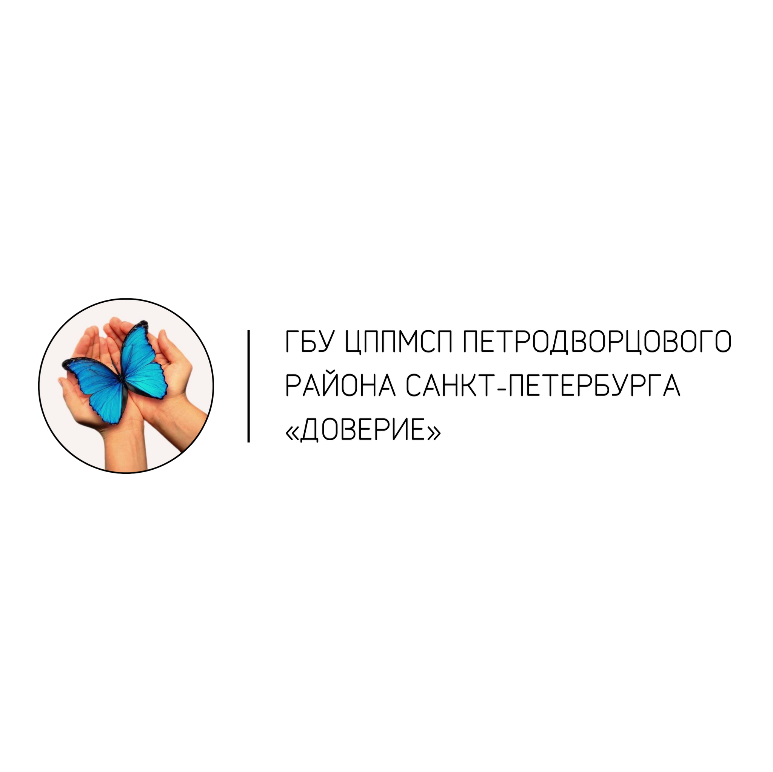 ГБУ ЦППМСП ПЕТРОДВОРЦОВОГО
РАЙОНА САНКТ-ПЕТЕРБУРГА
«ДОВЕРИЕ»